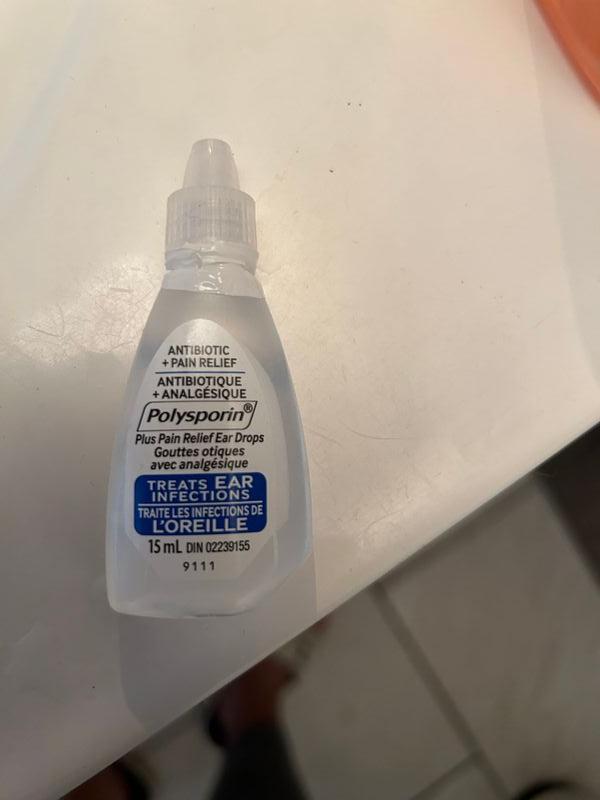 ANTIBIOTIC
+ PAIN RELIEF
ANTIBIOTIQUE
+ ANALGÉSIQUE
Polysporin®
Plus Pain Relief Ear Drops
Gouttes otiques
avec analgésique
TREATS EAR
INFECTIONS
TRAITE LES INFECTIONS DE
L'OREILLE
15 mL DIN 02239155
9111